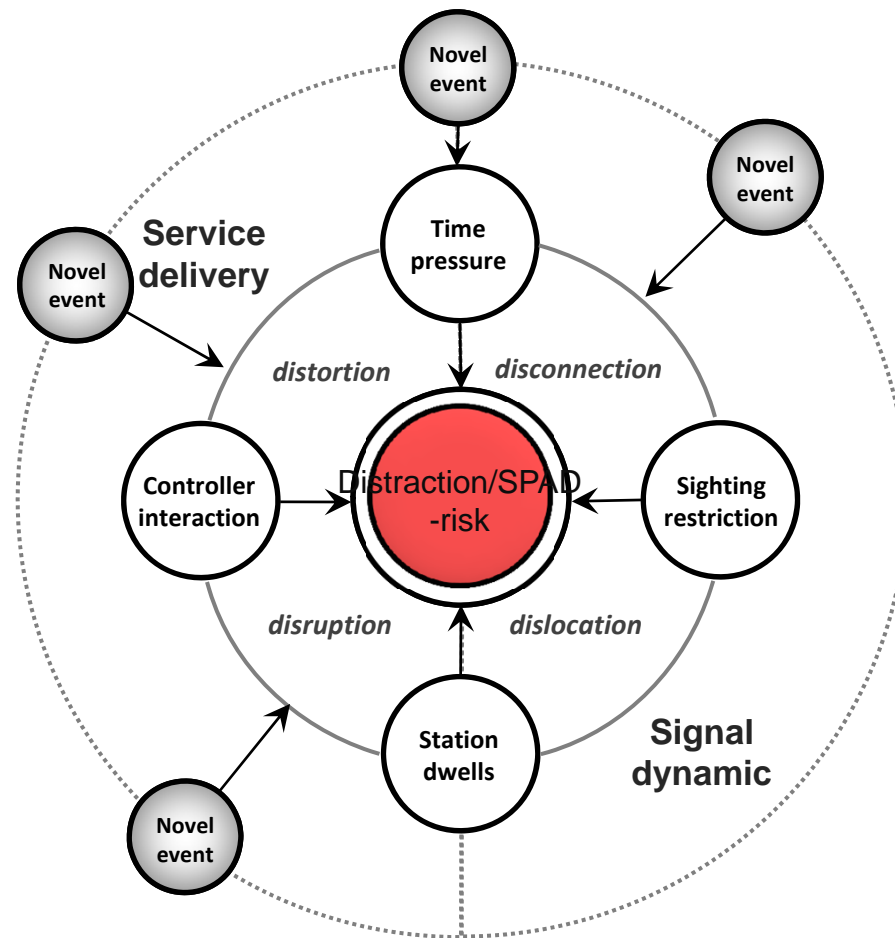 Novel
event
Novel
event
Service
delivery
Time
pressure
Novel
event
distortion
disconnection
Controller
interaction
Distraction/SPAD
-risk
Sighting
restriction
disruption
dislocation
Station
dwells
Signal
dynamic
Novel
event